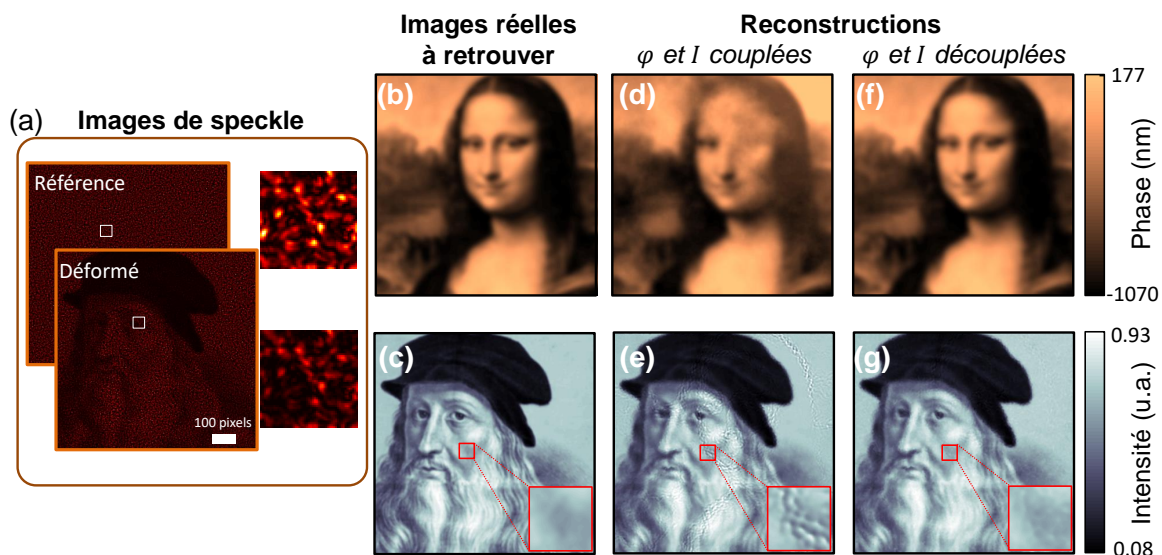 Images réelles
à retrouver
Reconstructions
φ et I couplées
φ et I découplées
(a)
Images de speckle
Référence
Déformé
100 pixels
(b)
(d)
(f)
177
Phase (nm)
-1070
(c)
(e)
(g)
0.93
Intensité (u.a.)
0.08